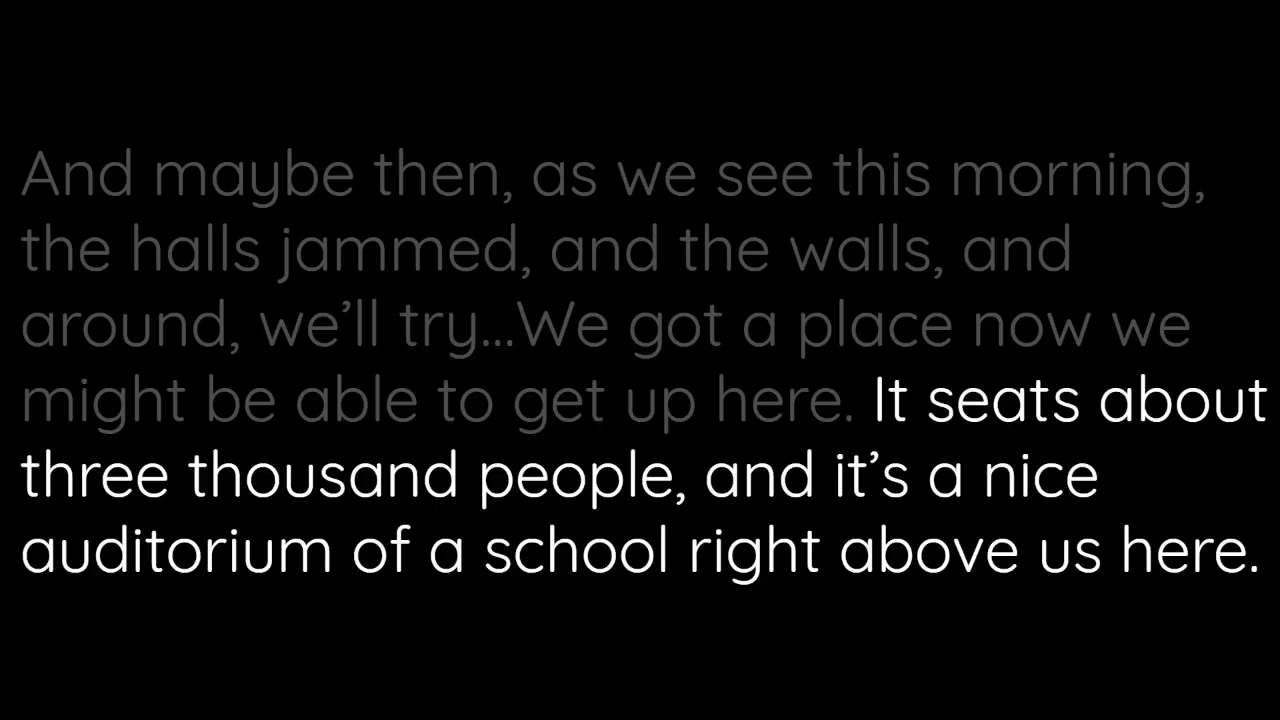 And maybe then, as we see this morning,
the halls jammed, and the walls, and
around, we’ll try...We got a place now we
might be able to get up here. It seats about
three thousand people, and it’s a nice
auditorium of a school right above us here.